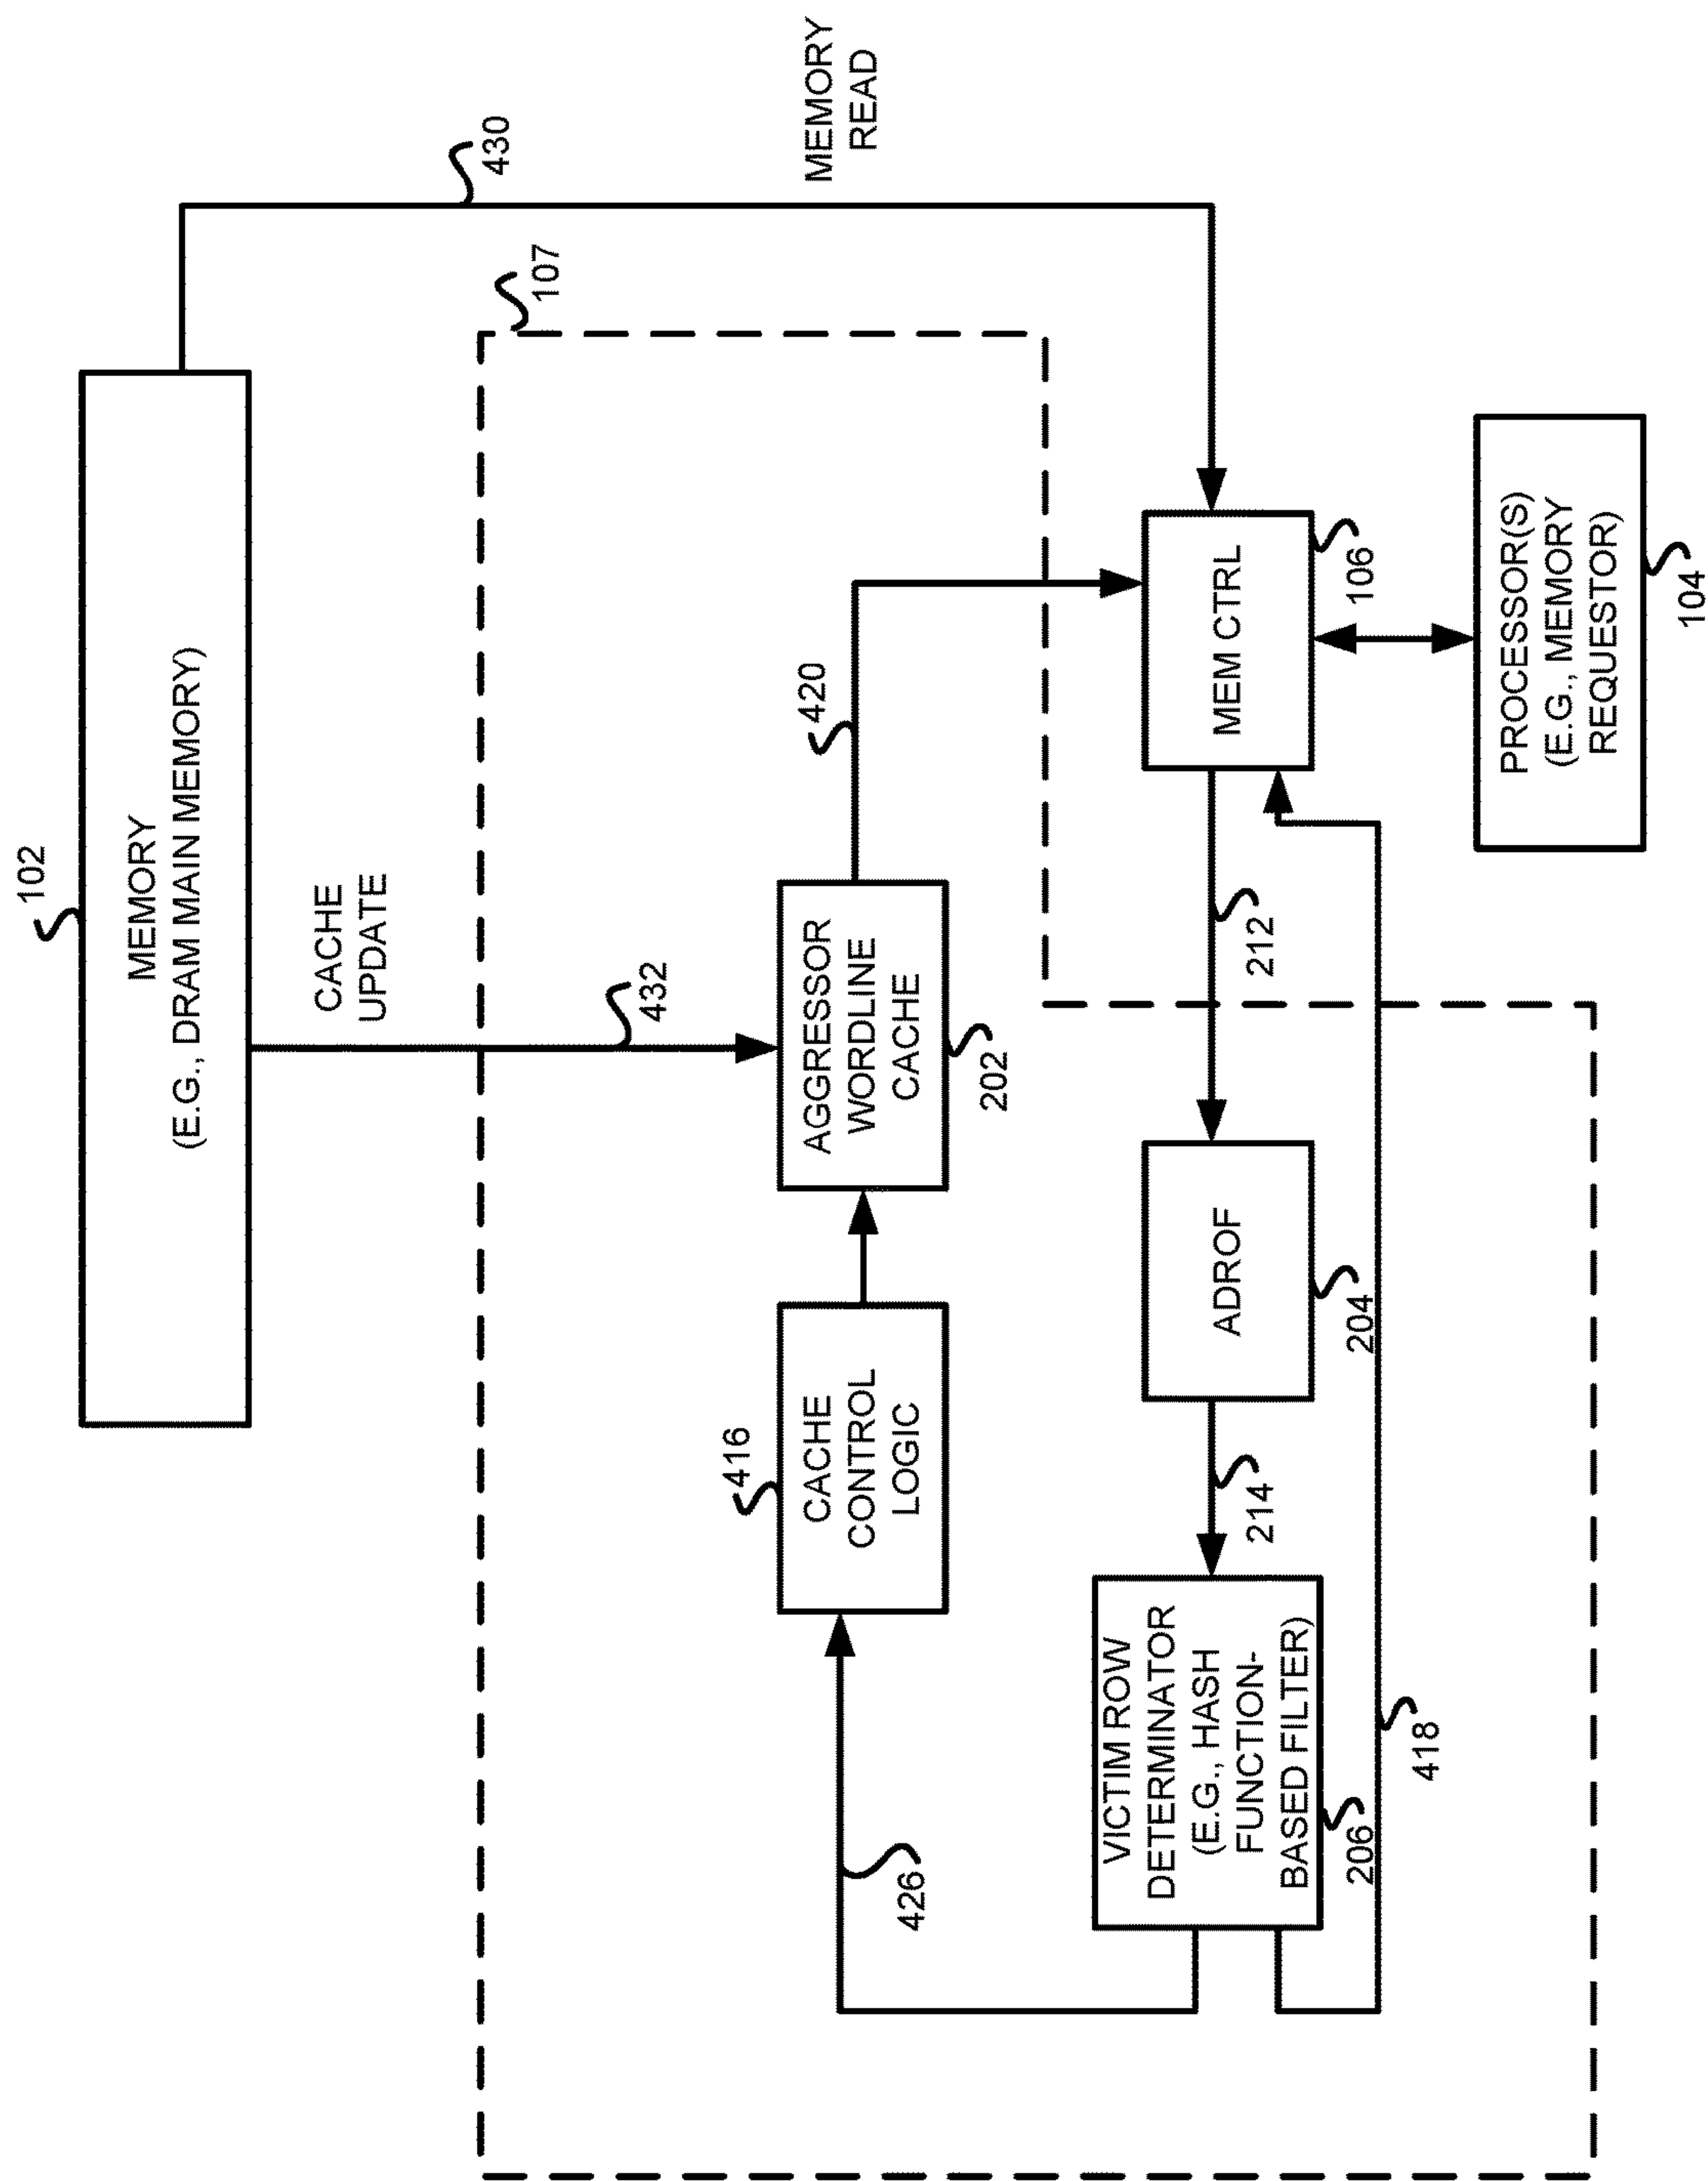 102
MEMORY
(E.G., DRAM MAIN MEMORY)
CACHE
UPDATE
432
430
MEMORY
READ
107
416
CACHE
CONTROL
LOGIC
AGGRESSOR
WORDLINE
CACHE
202
420
426
VICTIM ROW
DETERMINATOR
(E.G., HASH
FUNCTION-
BASED FILTER)
206
214
ADROF
204
212
MEM CTRL
106
418
PROCESSOR(S)
(E.G., MEMORY
REQUESTOR)
104